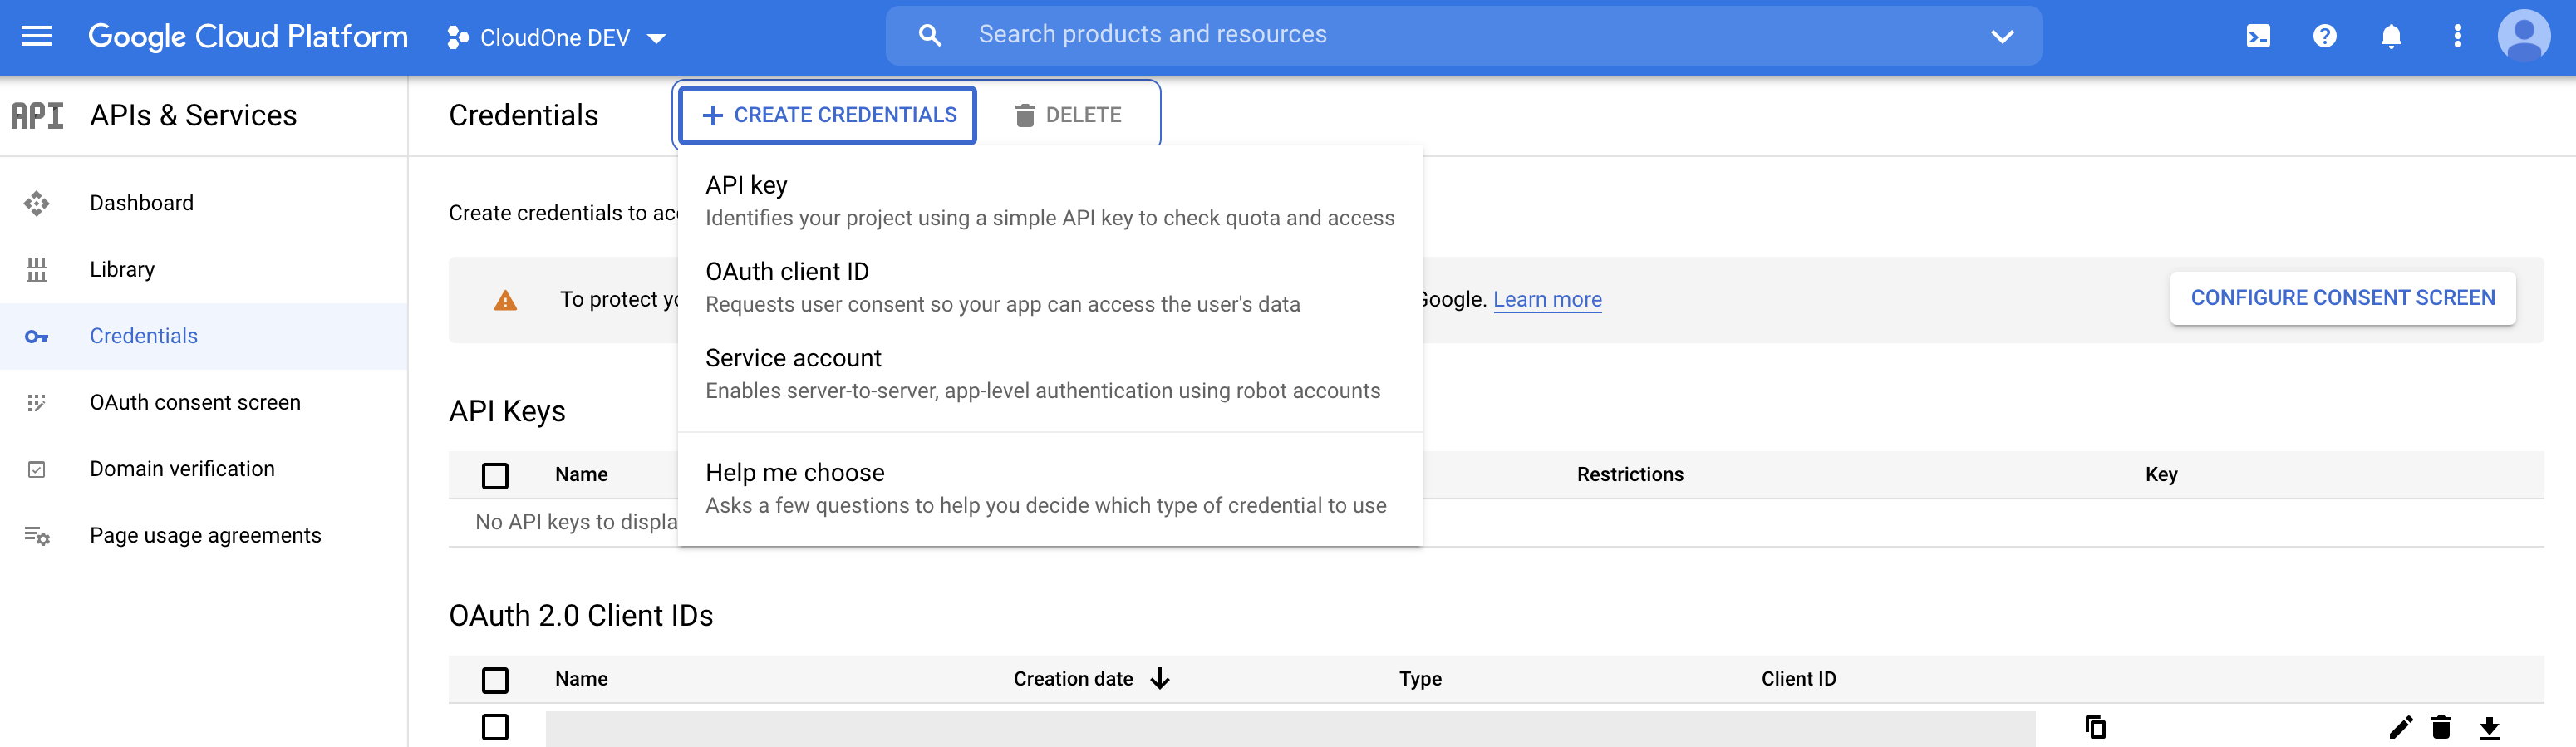 Google Cloud Platform
CloudOne DEV
Search products and resources
API APIs & Services
Credentials
CREATE CREDENTIALS
DELETE
Dashboard
Library
Credentials
OAuth consent screen
Domain verification
Page usage agreements
Create credentials to
API key
Identifies your project using a simple API key to check quota and access
OAuth client ID
Requests user consent so your app can access the user's data
Service account
Enables server-to-server, app-level authentication using robot accounts
Help me choose
Asks a few questions to help you decide which type of credential to use
To protect
Google. Learn more
CONFIGURE CONSENT SCREEN
API Keys
Name Restrictions Key
No API keys to displa
OAuth 2.0 Client IDs
Name Creation date Type Client ID